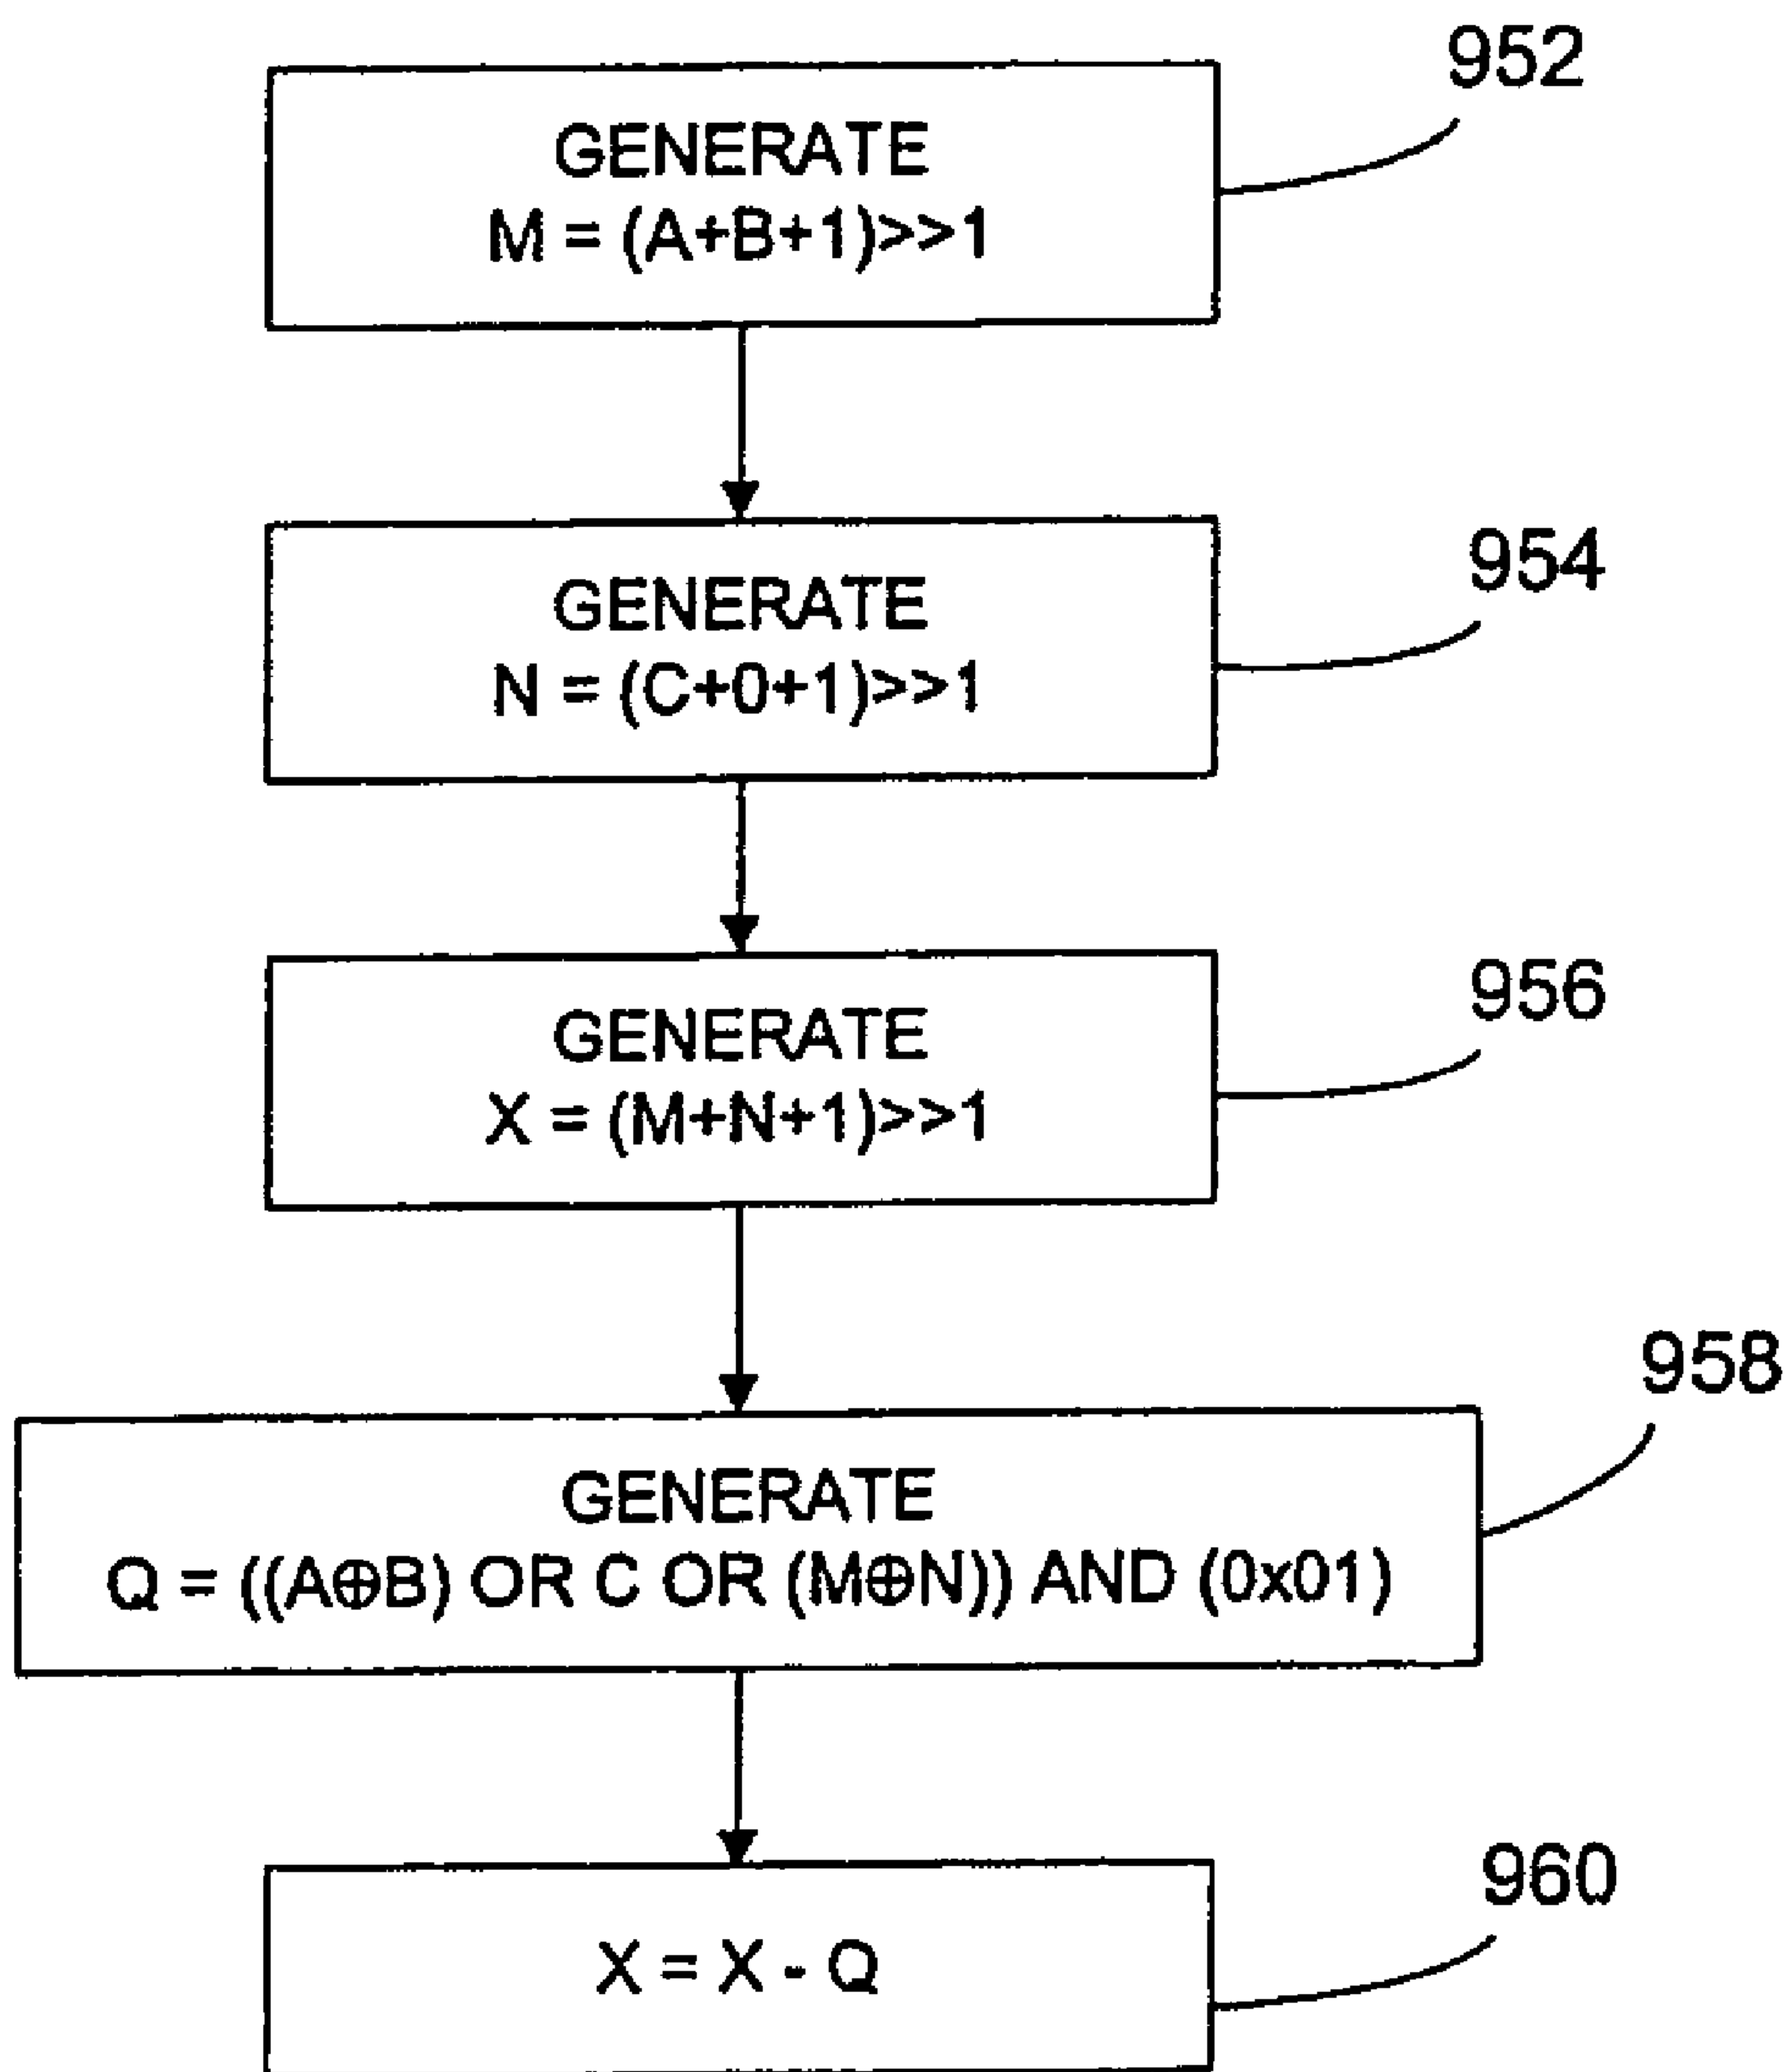 952
GENERATE
M = (A+B+1)>>1
954
GENERATE
N = (C+0+1)>>1
956
GENERATE
X = (M+N+1)>>1
958
GENERATE
Q = ((A⊕B) OR C OR (M⊕N)) AND (0x01)
960
X = X - Q